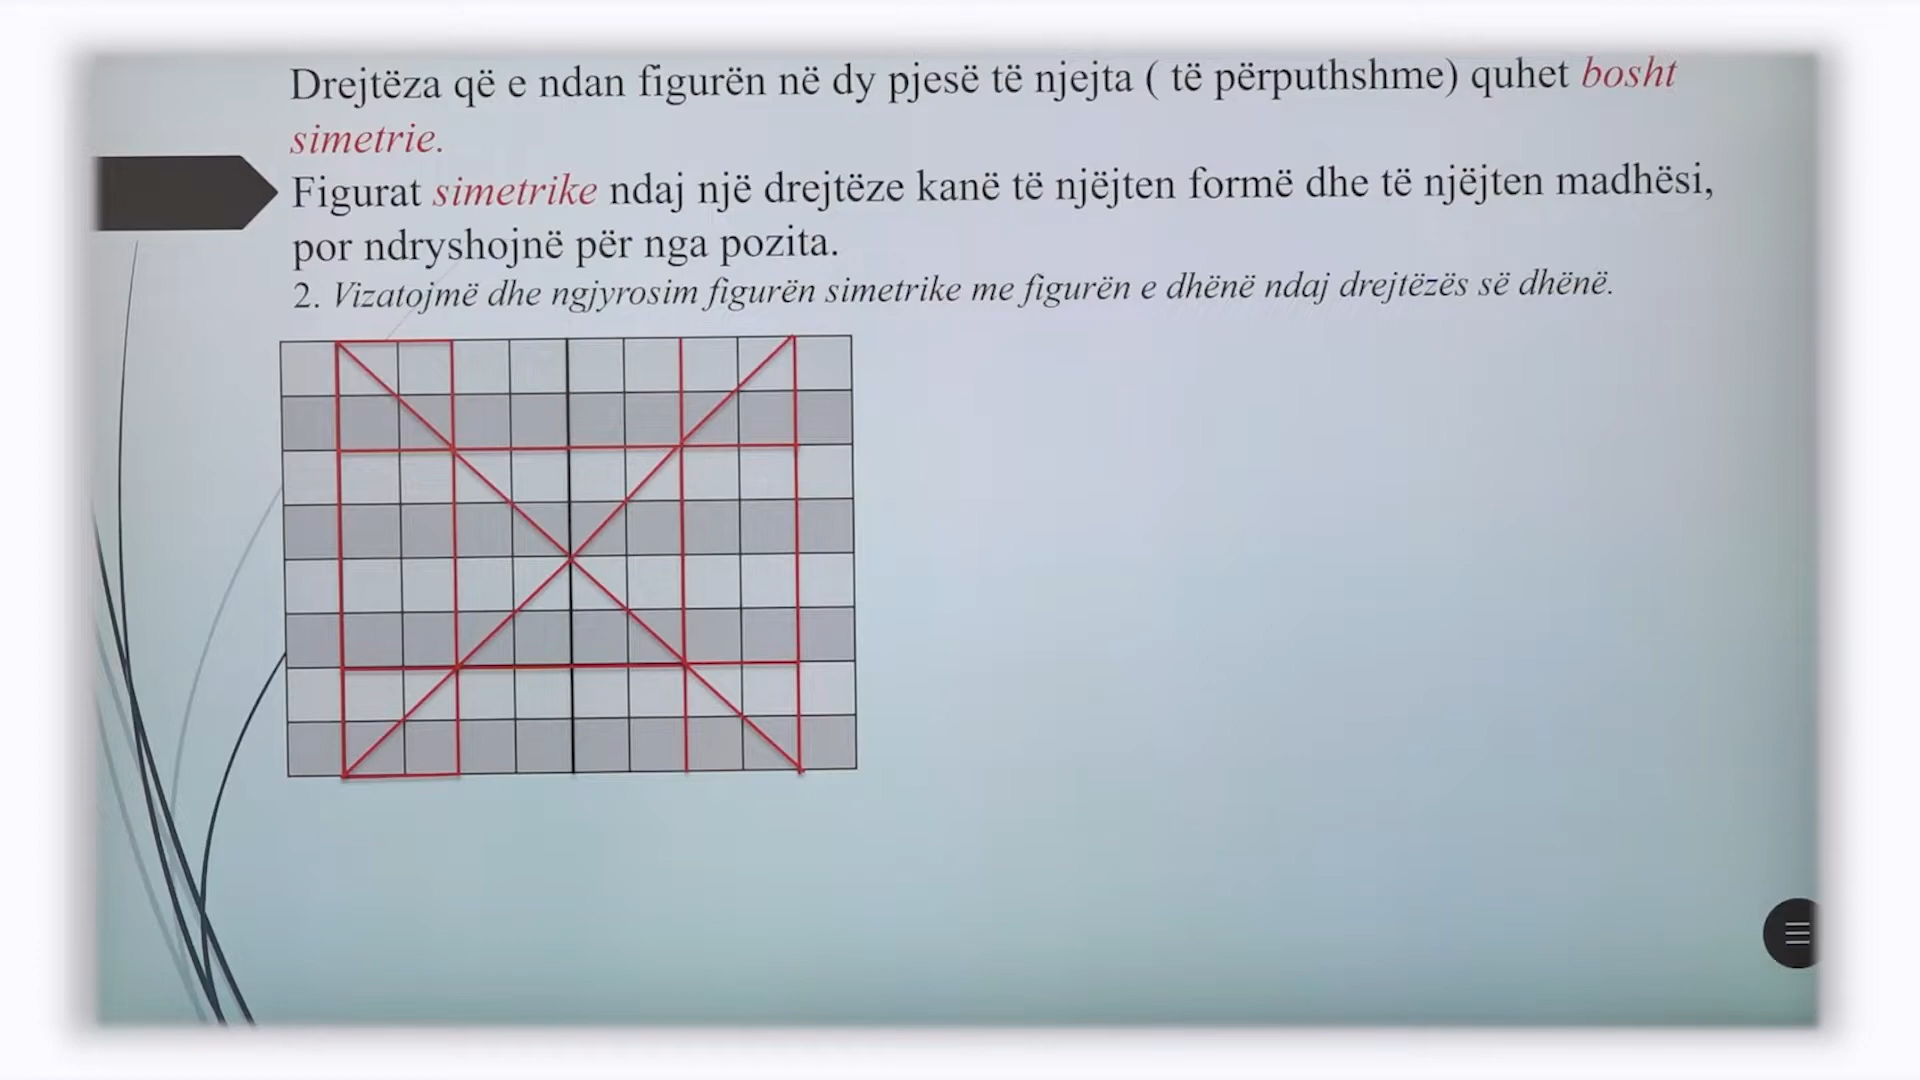 Drejtëza që e ndan figurën në dy pjesë të njejta ( të përputhshme) quhet bosht
simetrie.
Figurat simetrike ndaj një drejtëze kanë të njëjten formë dhe të njëjten madhësi,
por ndryshojnë për nga pozita.
2. Vizatojmë dhe ngjyrosim figurën simetrike me figurën e dhënë ndaj drejtëzës së dhënë.